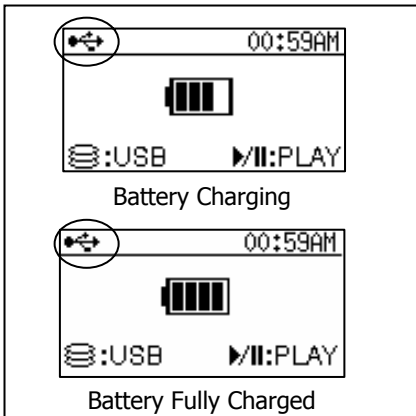 00:59AM
:USB ▶/II:PLAY
Battery Charging
00:59AM
:USB ▶/II:PLAY
Battery Fully Charged